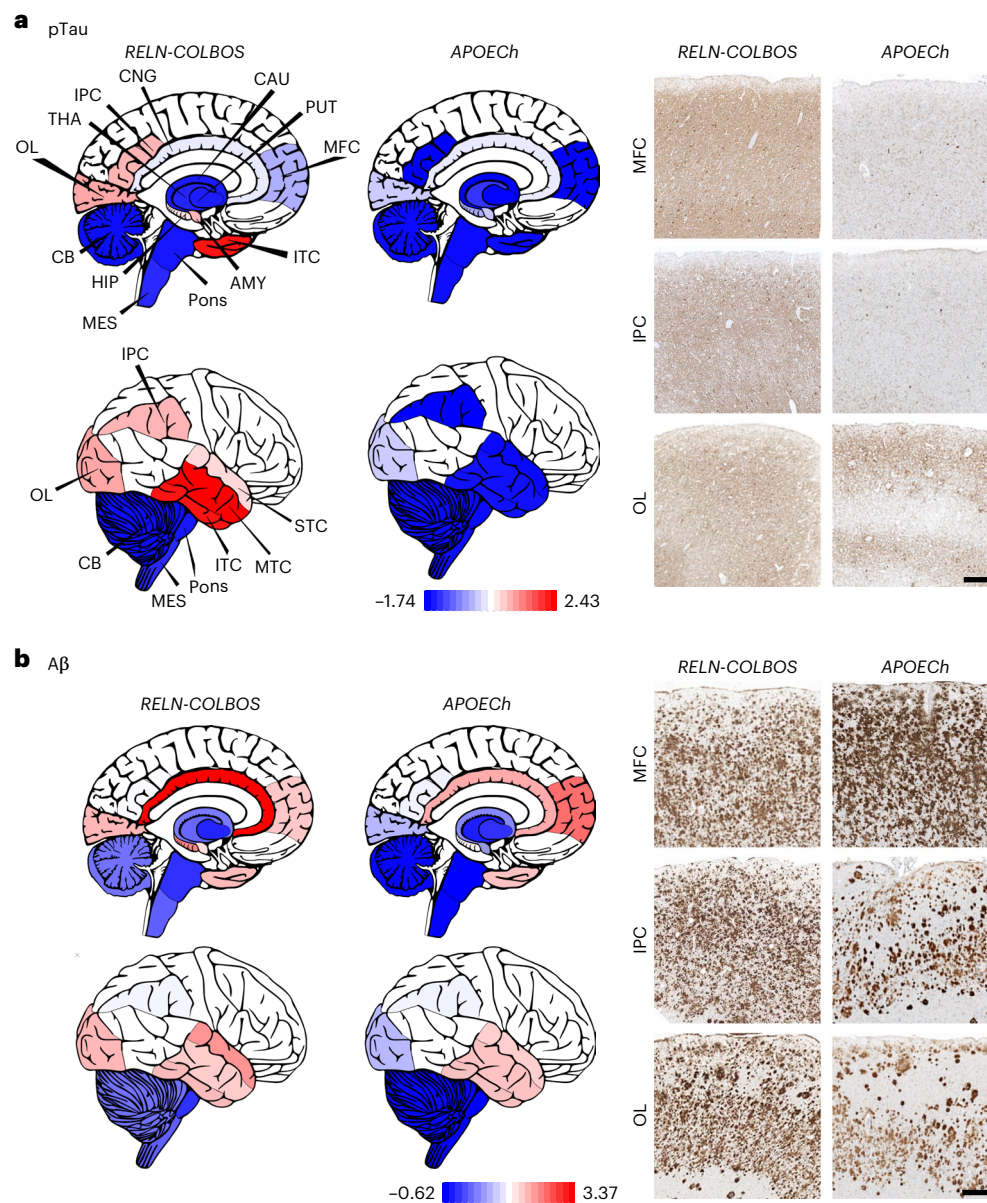 a
pTau
RELN-COLBOS
APOECh
RELN-COLBOS
APOECh
CNG
CAU
IPC
PUT
THA
OL
MFC
CB
HIP
ITC
AMY
Pons
MES
IPC
OL
STC
CB
ITC
MTC
Pons
MES
–1.74
2.43
MFC
IPC
OL
b
Aβ
RELN-COLBOS
APOECh
RELN-COLBOS
APOECh
MFC
IPC
OL
–0.62
3.37